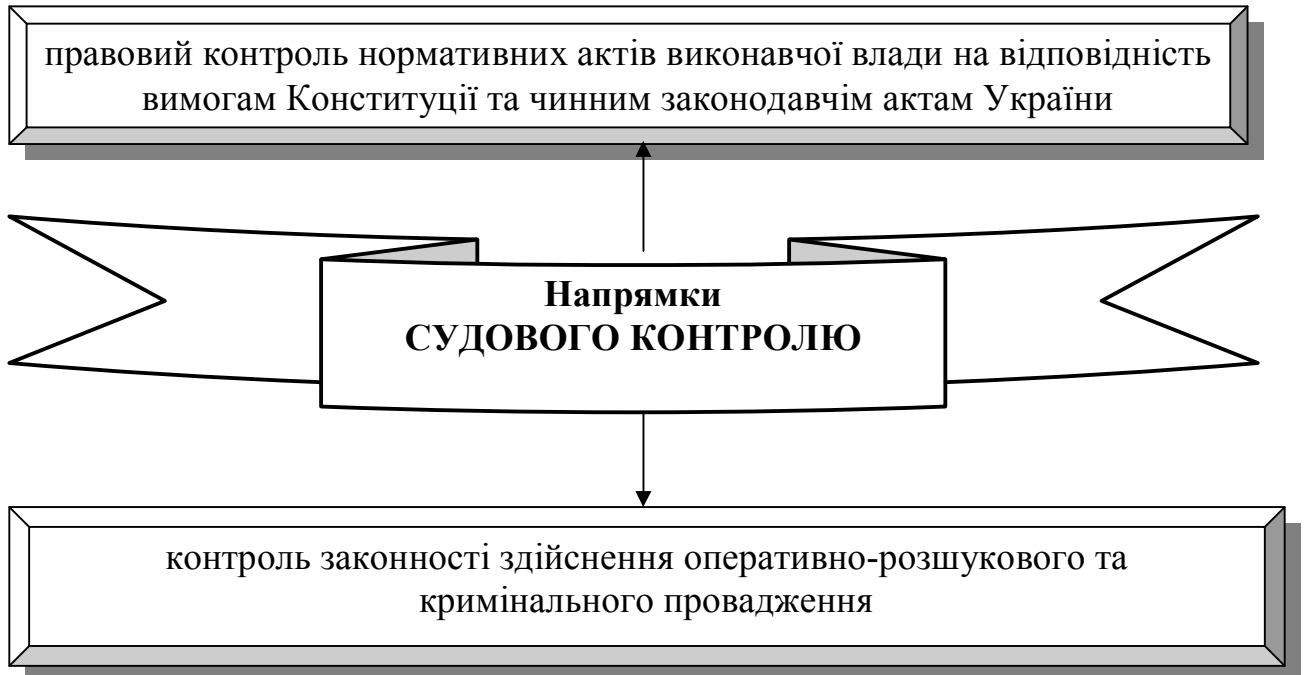 правовий контроль нормативних актів виконавчої влади на відповідність
вимогам Конституції та чинним законодавчім актам України
Напрямки
СУДОВОГО КОНТРОЛЮ
контроль законності здійснення оперативно-розшукового та
кримінального провадження